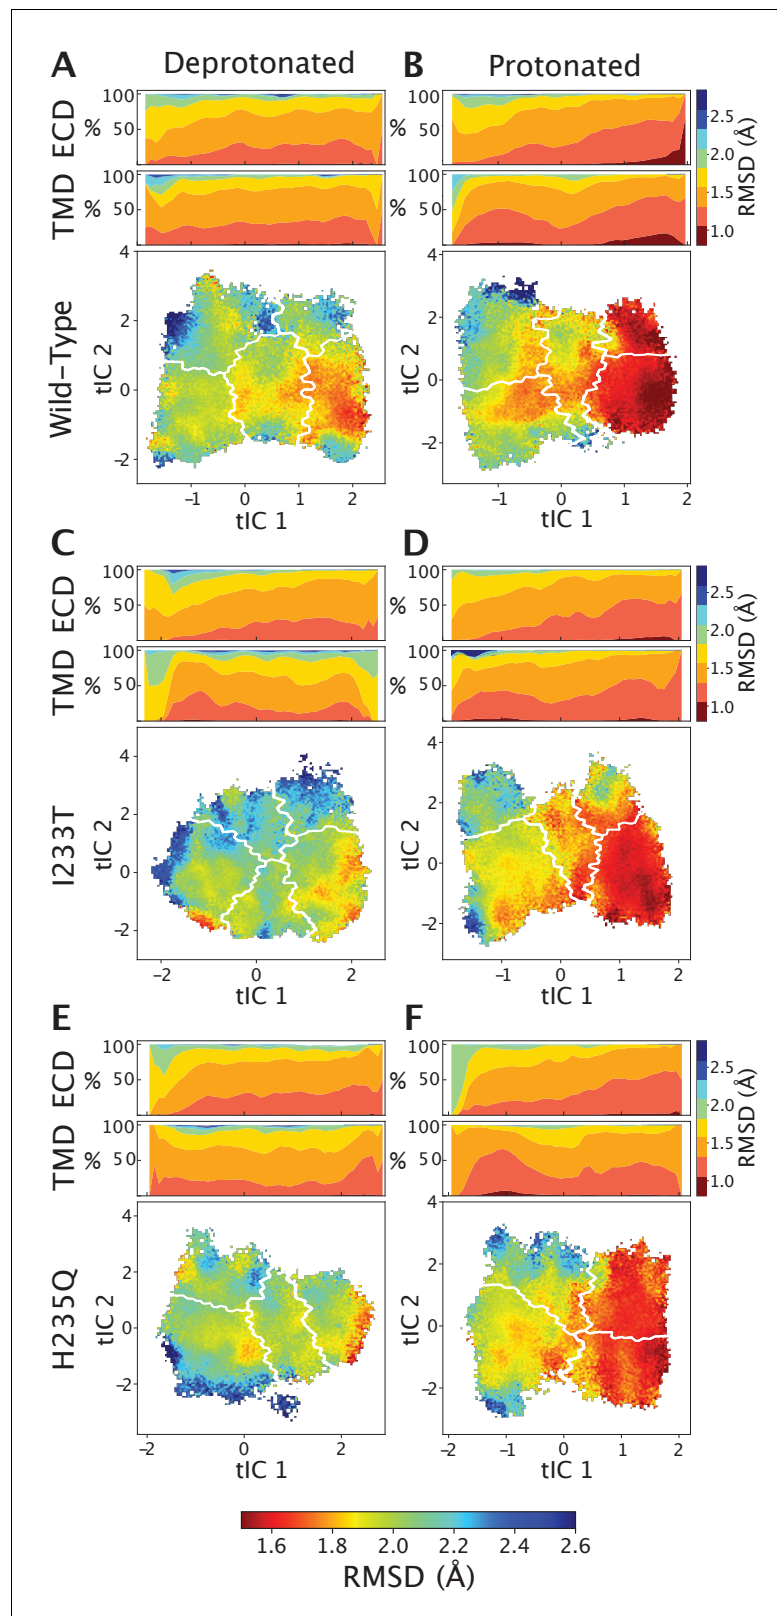 A Deprotonated B Protonated
100 100
ECD % 50 % 50
2.5
2.0
1.5
1.0
RMSD (Å)
TMD % 50 % 50
100 100
Wild-Type
4
2
0
−2
tIC 2
−1 0 1 2 −1 0 1 2
tIC 1 tIC 1
C D
100 100
ECD % 50 % 50
2.5
2.0
1.5
1.0
RMSD (Å)
100 100
TMD % 50 % 50
I233T
4 4
2 2
0 0
−2 −2
tIC 2
−2 0 2 −1 0 1 2
tIC 1 tIC 1
E F
100 100
ECD % 50 % 50
2.5
2.0
1.5
1.0
RMSD (Å)
100 100
TMD % 50 % 50
H235Q
4 4
2 2
0 0
−2 −2
tIC 2
−2 0 2 −2 −1 0 1 2
tIC 1 tIC 1
1.6 1.8 2.0 2.2 2.4 2.6
RMSD (Å)